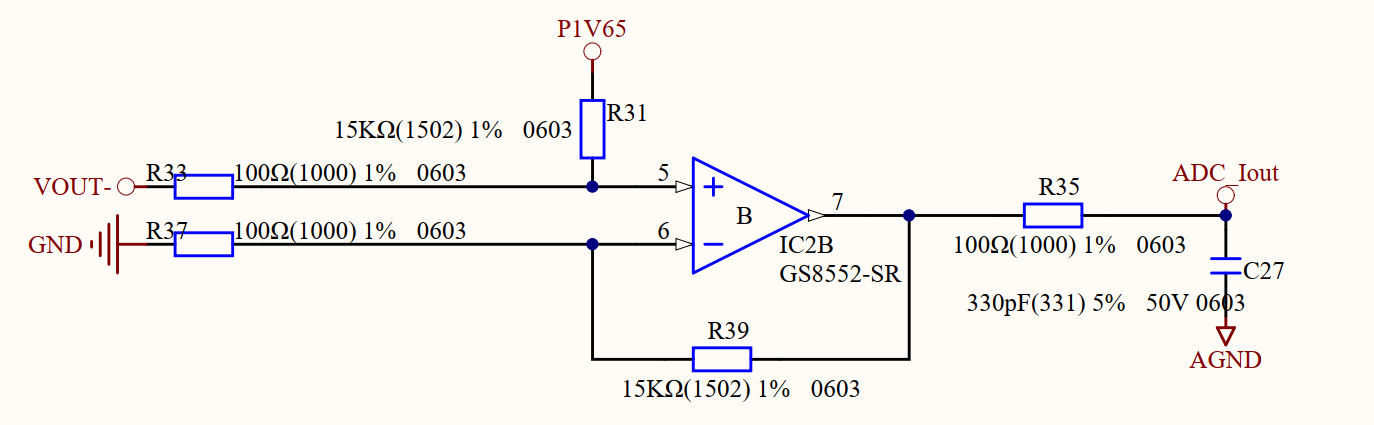 P1V65
R31
15KΩ(1502) 1% 0603
VOUT-
R33
100Ω(1000) 1% 0603
5
GND
R37
100Ω(1000) 1% 0603
6
B
7
IC2B
GS8552-SR
ADC_Iout
R35
100Ω(1000) 1% 0603
C27
330pF(331) 5% 50V 0603
AGND
R39
15KΩ(1502) 1% 0603